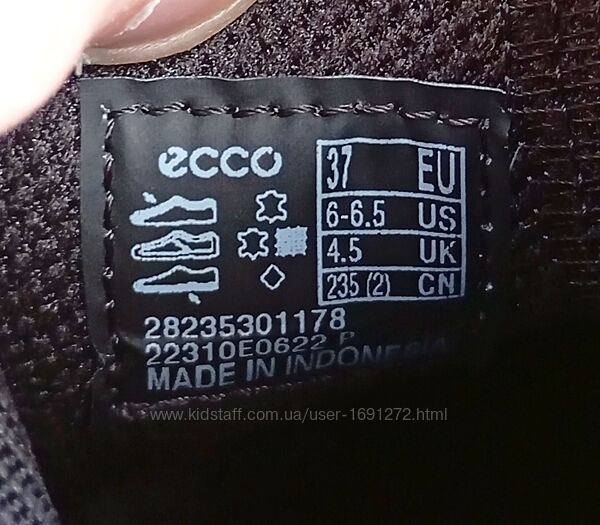 ecco
37 EU
6-6.5 US
4.5 UK
235 (2) CN
28235301178
22310E0622 P
MADE IN INDONESIA
www.kidstaff.com.ua/user-1691272.html